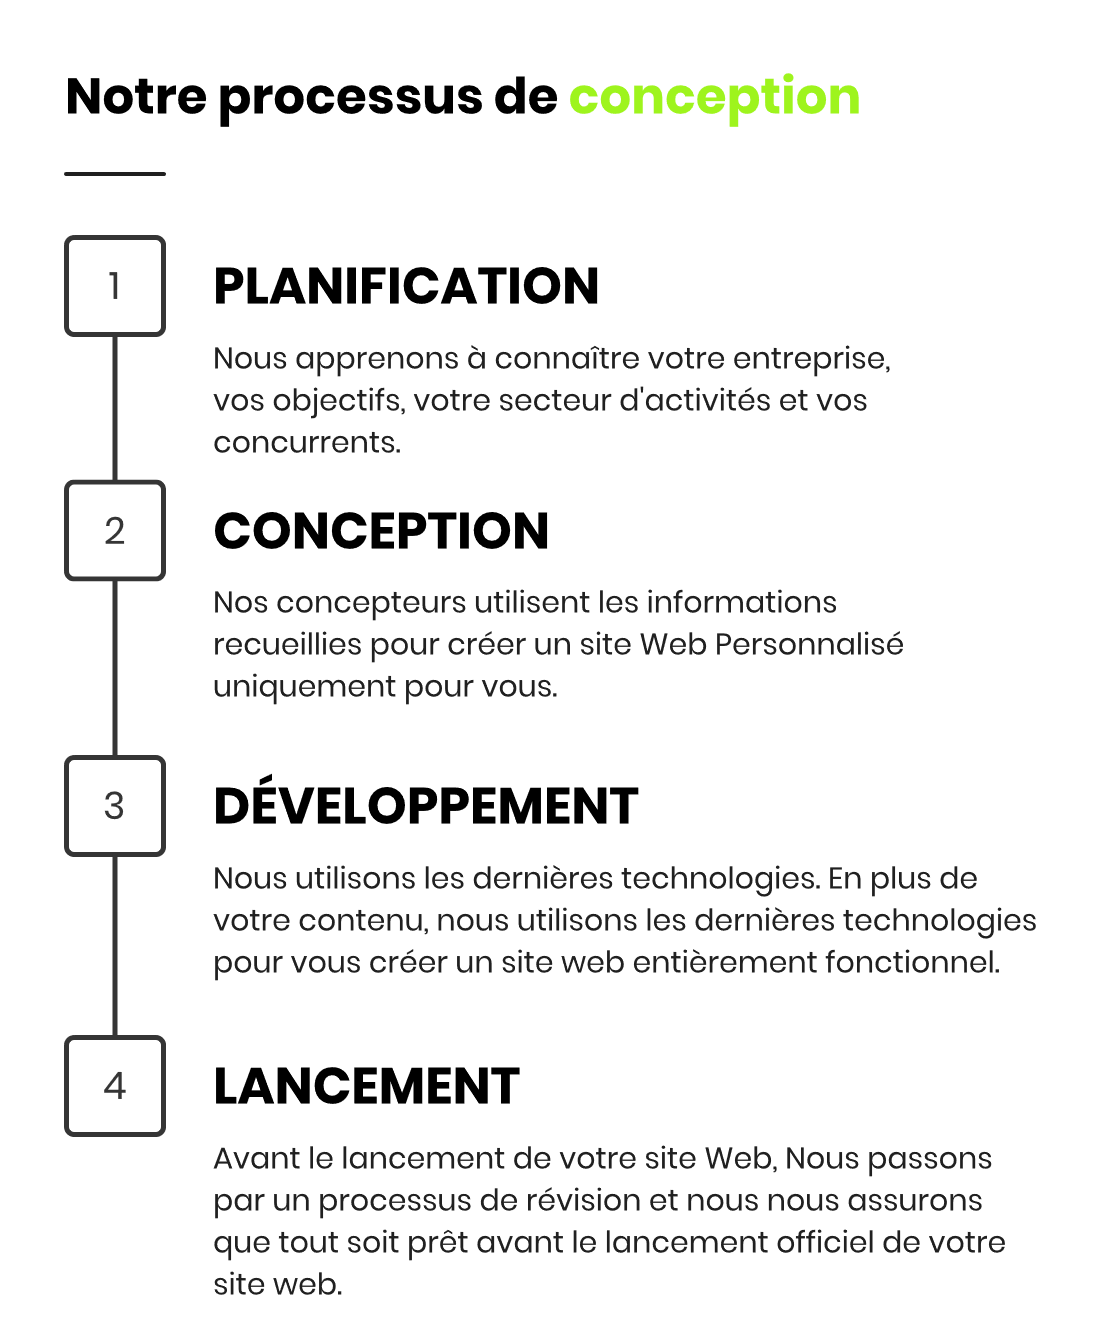 Notre processus de conception
1
PLANIFICATION
Nous apprenons à connaître votre entreprise,
vos objectifs, votre secteur d'activités et vos
concurrents.
2
CONCEPTION
Nos concepteurs utilisent les informations
recueillies pour créer un site Web Personnalisé
uniquement pour vous.
3
DÉVELOPPEMENT
Nous utilisons les dernières technologies. En plus de
votre contenu, nous utilisons les dernières technologies
pour vous créer un site web entièrement fonctionnel.
4
LANCEMENT
Avant le lancement de votre site Web, Nous passons
par un processus de révision et nous nous assurons
que tout soit prêt avant le lancement officiel de votre
site web.